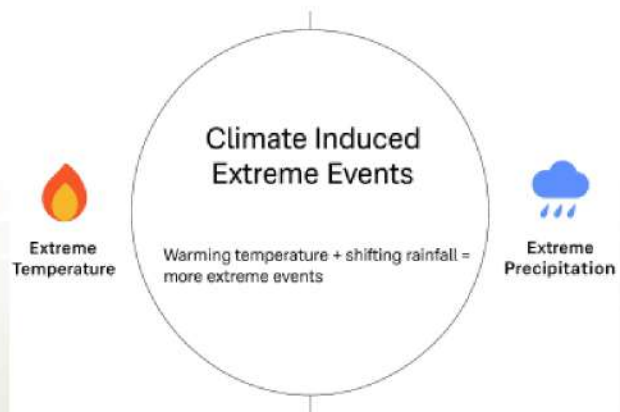 Climate Induced
Extreme Events
Extreme
Temperature
Warming temperature + shifting rainfall =
more extreme events
Extreme
Precipitation